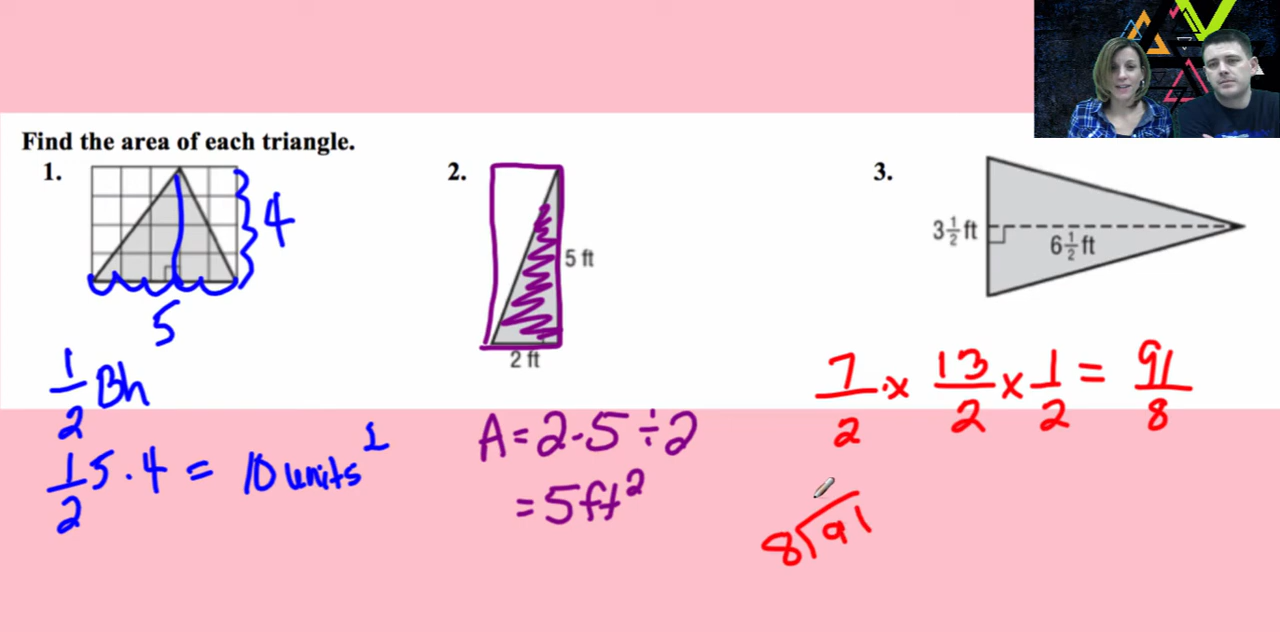 Find the area of each triangle.
1.
4
5
1/2 Bh
1/2 5 · 4 = 10 units²
2.
5 ft
2 ft
A = 2 · 5 ÷ 2
= 5 ft²
3.
3 1/2 ft
6 1/2 ft
7/2 · x 13/2 x 1/2 = 91/8
8)91